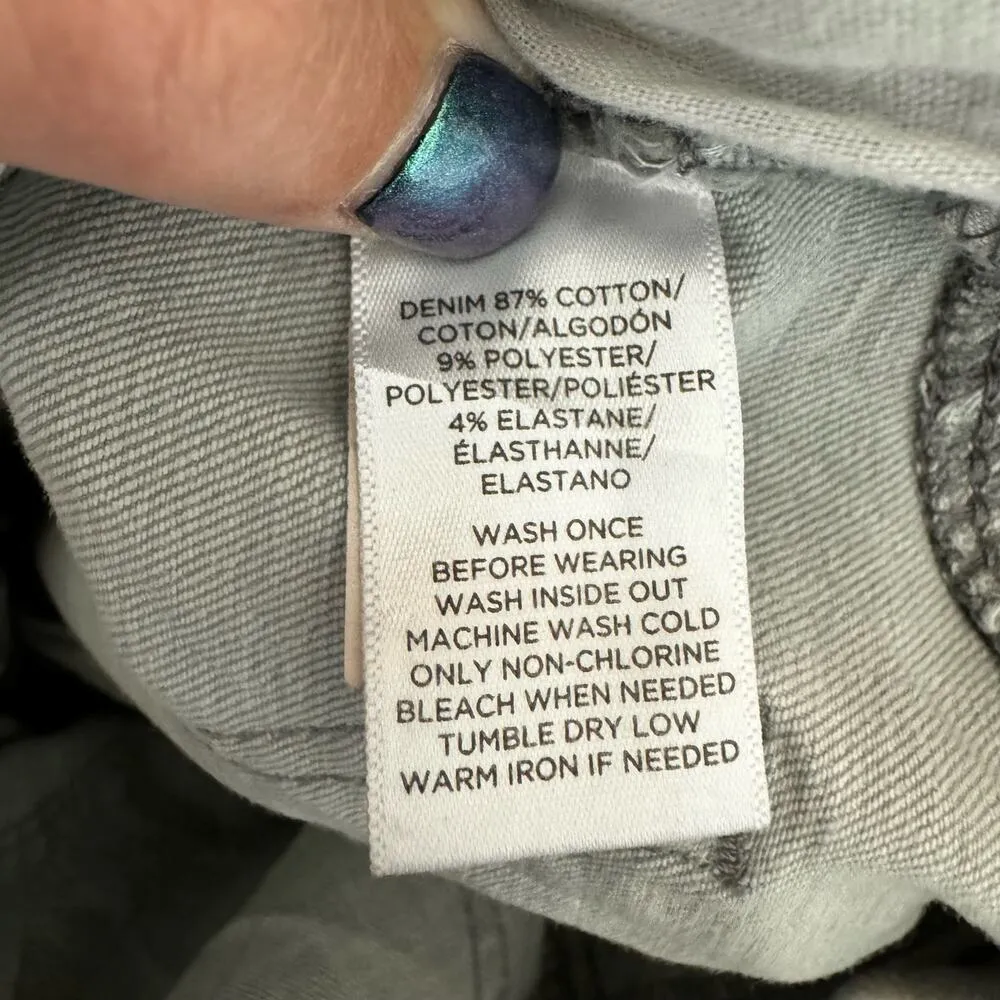 DENIM 87% COTTON/
COTON/ALGODÓN
9% POLYESTER/
POLYESTER/POLIÉSTER
4% ELASTANE/
ÉLASTHANNE/
ELASTANO
WASH ONCE
BEFORE WEARING
WASH INSIDE OUT
MACHINE WASH COLD
ONLY NON-CHLORINE
BLEACH WHEN NEEDED
TUMBLE DRY LOW
WARM IRON IF NEEDED